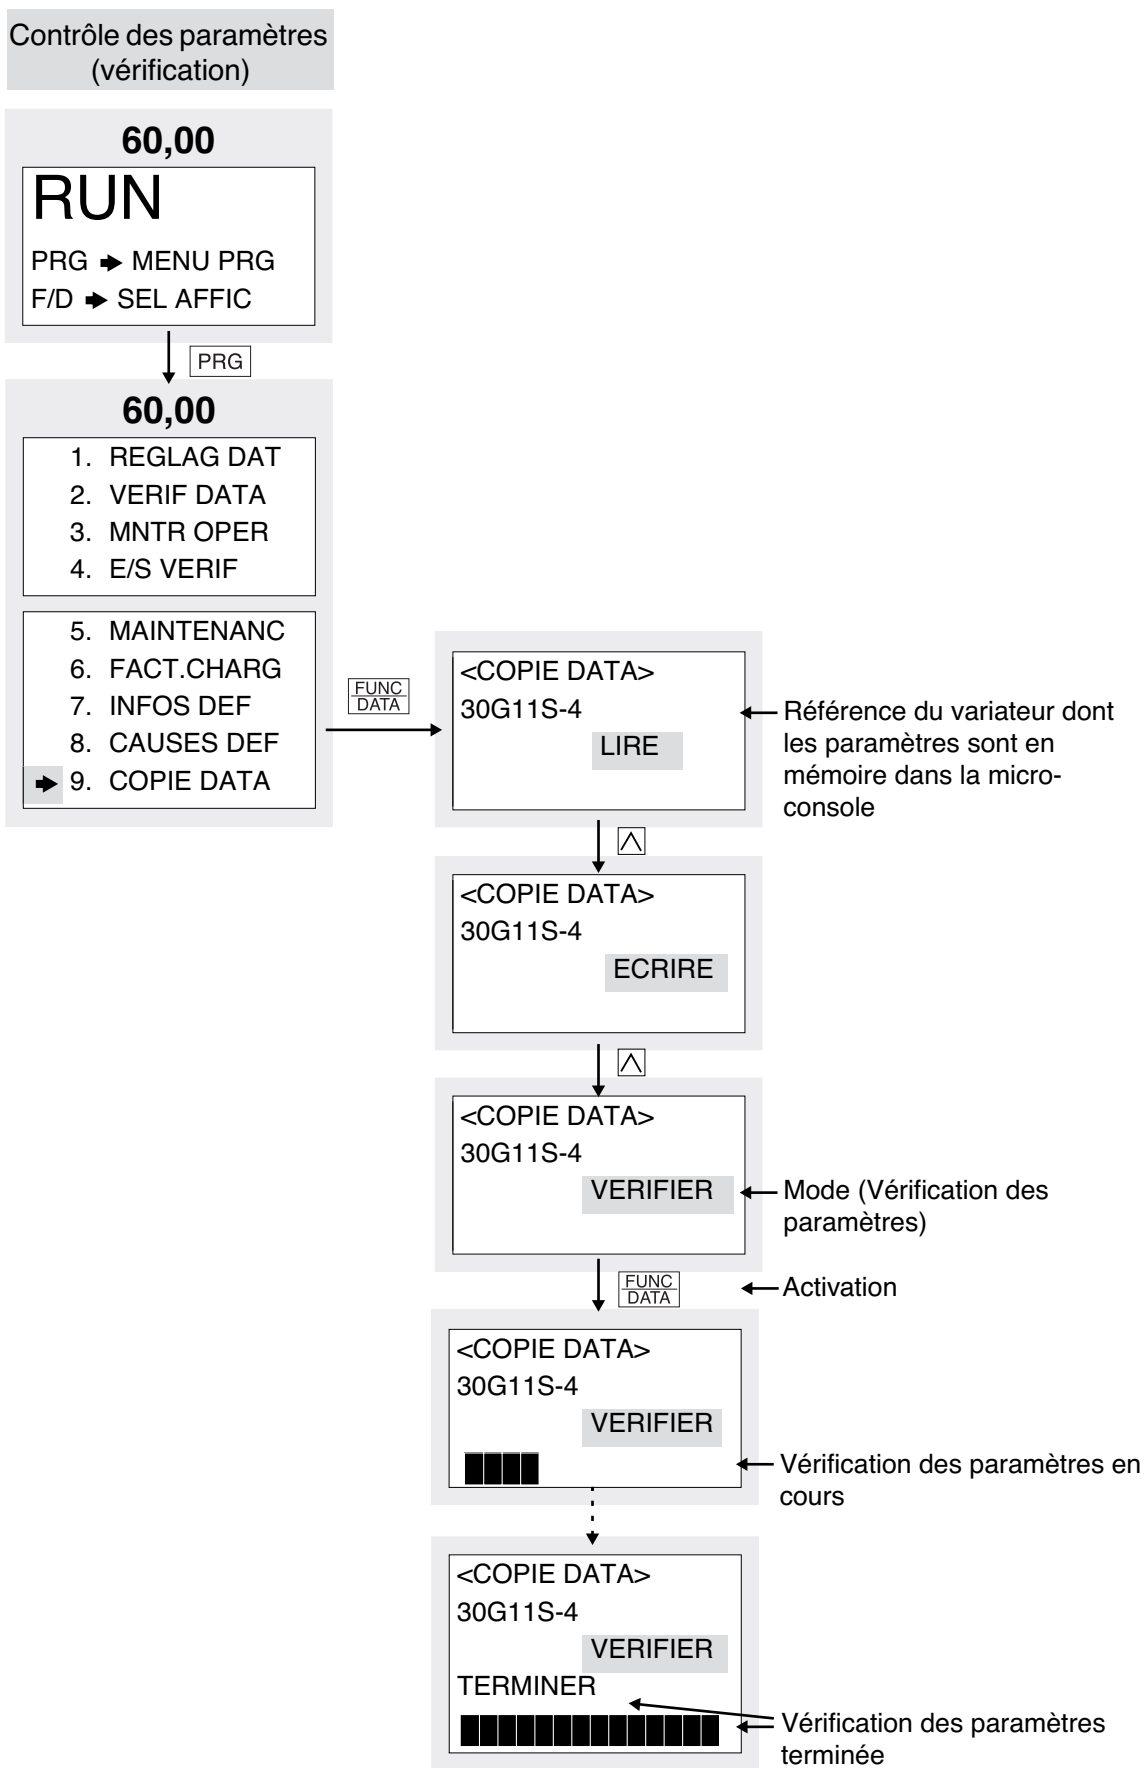 Contrôle des paramètres
(vérification)
60,00
RUN
PRG ➨ MENU PRG
F/D ➨ SEL AFFIC
PRG
60,00
1. REGLAG DAT
2. VERIF DATA
3. MNTR OPER
4. E/S VERIF
5. MAINTENANC
6. FACT.CHARG
7. INFOS DEF
8. CAUSES DEF
➨ 9. COPIE DATA
FUNC
DATA
<COPIE DATA>
30G11S-4
LIRE
Référence du variateur dont
les paramètres sont en
mémoire dans la micro-
console
<COPIE DATA>
30G11S-4
ECRIRE
<COPIE DATA>
30G11S-4
VERIFIER
Mode (Vérification des
paramètres)
FUNC
DATA
Activation
<COPIE DATA>
30G11S-4
VERIFIER
Vérification des paramètres en
cours
<COPIE DATA>
30G11S-4
VERIFIER
TERMINER
Vérification des paramètres
terminée